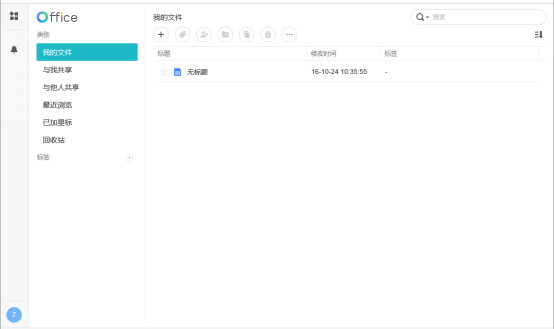 Office
类别
我的文件
与我共享
与他人共享
最近浏览
已加星标
回收站
标签
我的文件
搜索
标题 修改时间 标签
无标题 16-10-24 10:35:55 -
Z